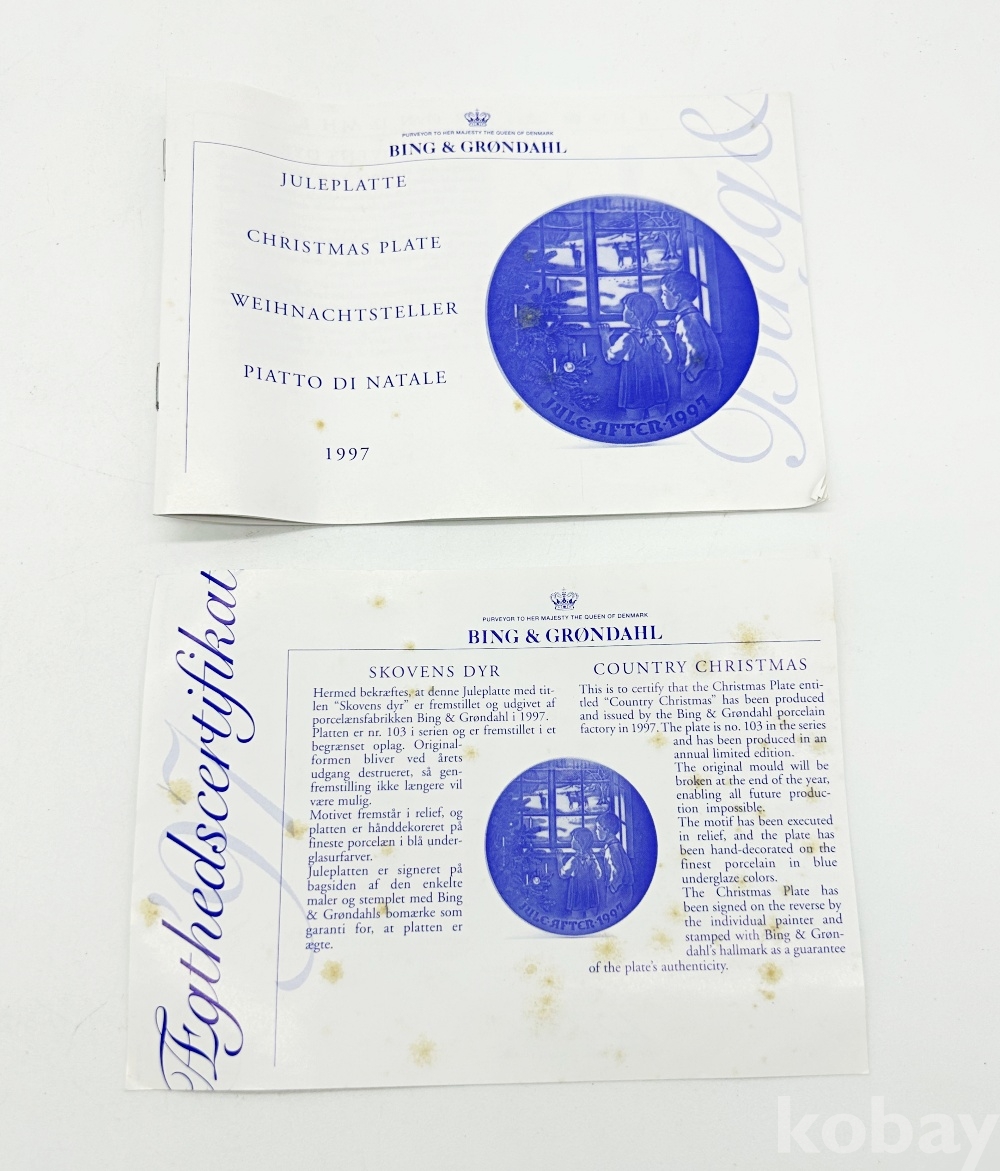 PURVEYOR TO HER MAJESTY THE QUEEN OF DENMARK
BING & GRØNDAHL
JULEPLATTE
CHRISTMAS PLATE
WEIHNACHTSTELLER
PIATTO DI NATALE
1997
JULE·AFTEN·1997
Bing &
Ægthedscertifikat
PURVEYOR TO HER MAJESTY THE QUEEN OF DENMARK
BING & GRØNDAHL
SKOVENS DYR
Hermed bekræftes, at denne Juleplatte med tit-
len "Skovens dyr" er fremstillet og udgivet af
porcelænsfabrikken Bing & Grøndahl i 1997.
Platten er nr. 103 i serien og er fremstillet i et
begrænset oplag. Original-
formen bliver ved årets
udgang destrueret, så gen-
fremstilling ikke længere vil
være mulig.
Motivet fremstår i relief, og
platten er hånddekoreret på
fineste porcelæn i blå under-
glasurfarver.
Juleplatten er signeret på
bagsiden af den enkelte
maler og stemplet med Bing
& Grøndahls bomærke som
garanti for, at platten er
ægte.
COUNTRY CHRISTMAS
This is to certify that the Christmas Plate enti-
tled "Country Christmas" has been produced
and issued by the Bing & Grøndahl porcelain
factory in 1997. The plate is no. 103 in the series
and has been produced in an
annual limited edition.
The original mould will be
broken at the end of the year,
enabling all future produc-
tion impossible.
The motif has been executed
in relief, and the plate has
been hand-decorated on the
finest porcelain in blue
underglaze colors.
The Christmas Plate has
been signed on the reverse by
the individual painter and
stamped with Bing & Grøn-
dahl's hallmark as a guarantee
of the plate's authenticity.
JULE·AFTEN·1997
kobay